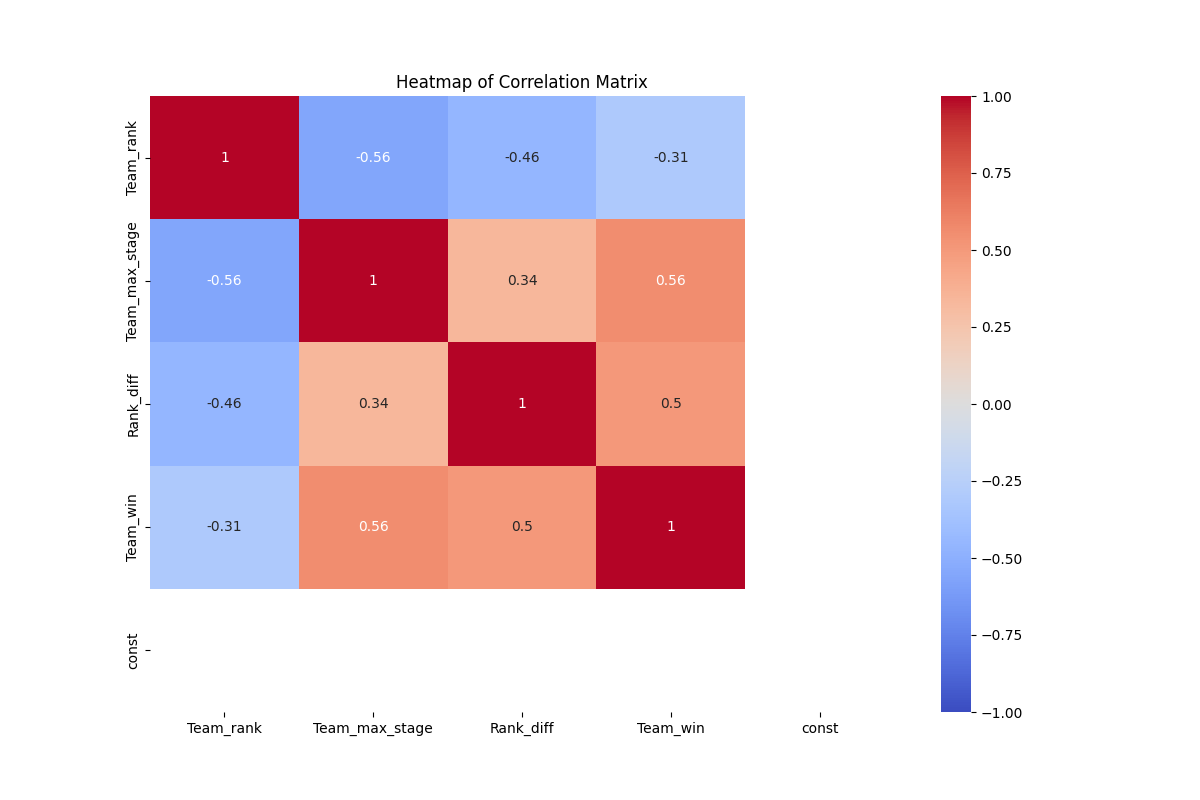 Heatmap of Correlation Matrix
Team_rank
1
-0.56
-0.46
-0.31
Team_max_stage
-0.56
1
0.34
0.56
Rank_diff
-0.46
0.34
1
0.5
Team_win
-0.31
0.56
0.5
1
const
Team_rank
Team_max_stage
Rank_diff
Team_win
const
1.00
0.75
0.50
0.25
0.00
−0.25
−0.50
−0.75
−1.00